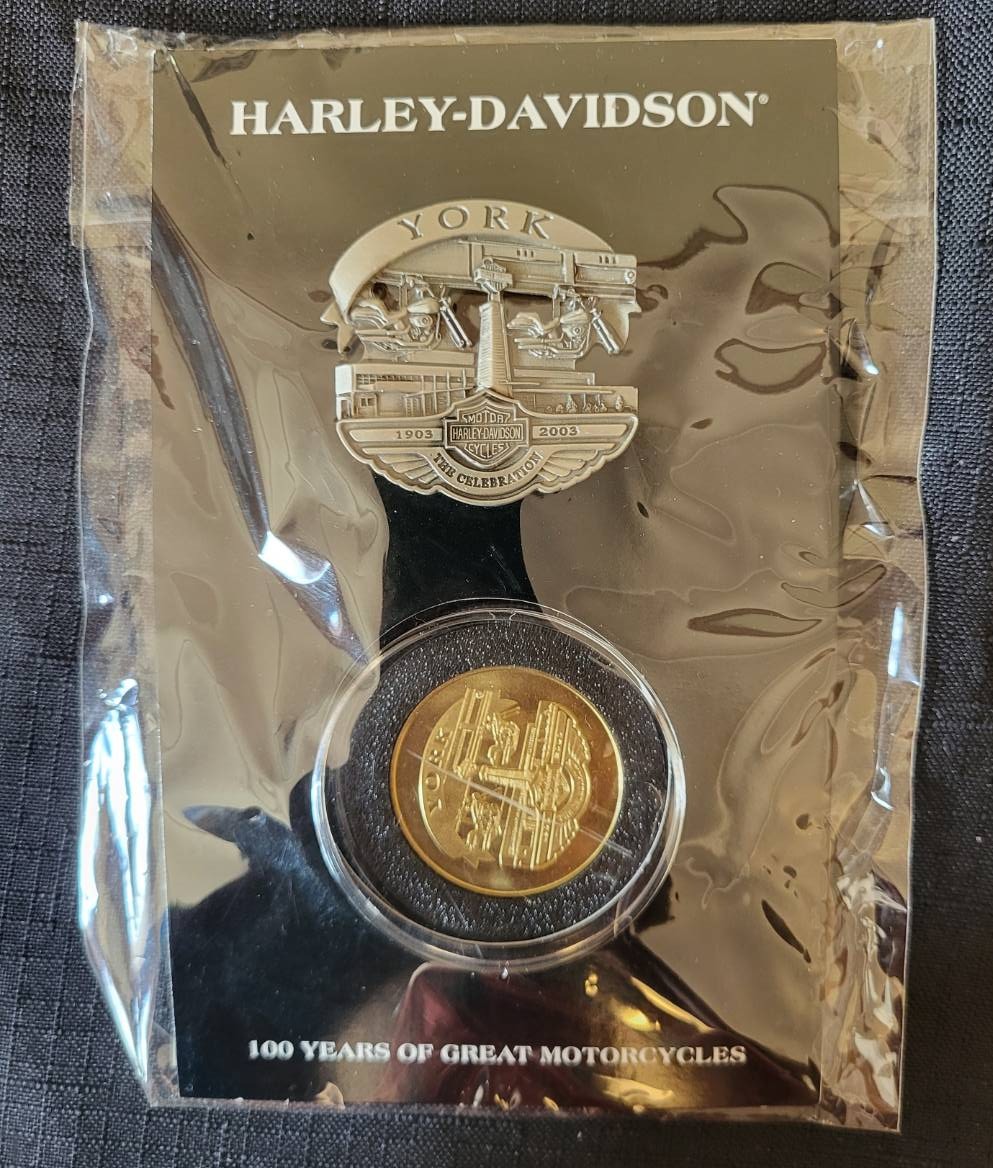 HARLEY-DAVIDSON®
YORK
MOTOR
1903 HARLEY-DAVIDSON 2003
CYCLES
THE CELEBRATION
YORK
100 YEARS OF GREAT MOTORCYCLES